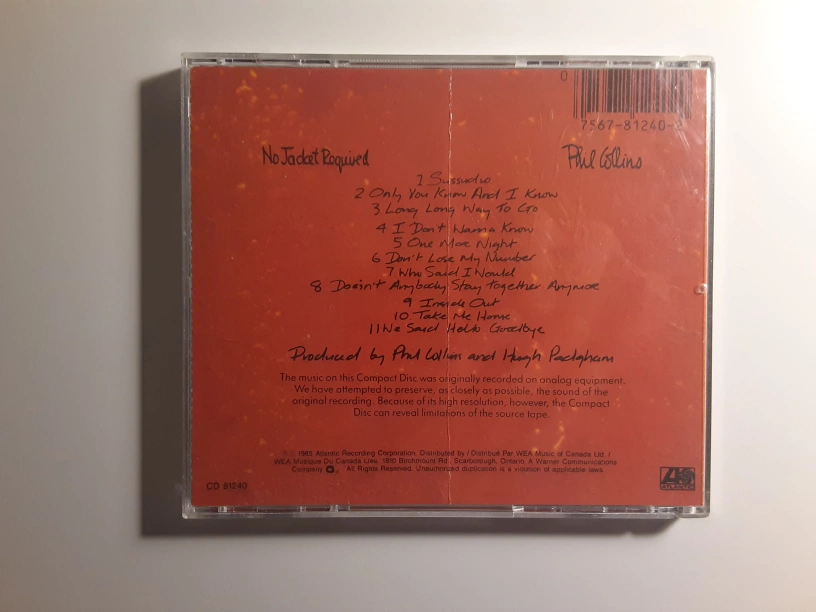 0
7567-81240-2
No Jacket Required
Phil Collins
1 Sussudio
2 Only You Know And I Know
3 Long Long Way To Go
4 I Don't Wanna Know
5 One More Night
6 Don't Lose My Number
7 Who Said I Would
8 Doesn't Anybody Stay together Anymore
9 Inside Out
10 Take Me Home
11 We Said Hello Goodbye
Produced by Phil Collins and Hugh Padgham
The music on this Compact Disc was originally recorded on analog equipment.
We have attempted to preserve, as closely as possible, the sound of the
original recording. Because of its high resolution, however, the Compact
Disc can reveal limitations of the source tape.
1985 Atlantic Recording Corporation. Distributed by / Distribué Par WEA Music of Canada Ltd. /
WEA Musique Du Canada Ltée. 1810 Birchmount Rd., Scarborough, Ontario. A Warner Communications
Company. All Rights Reserved. Unauthorized duplication is a violation of applicable laws.
CD 81240
ATLANTIC